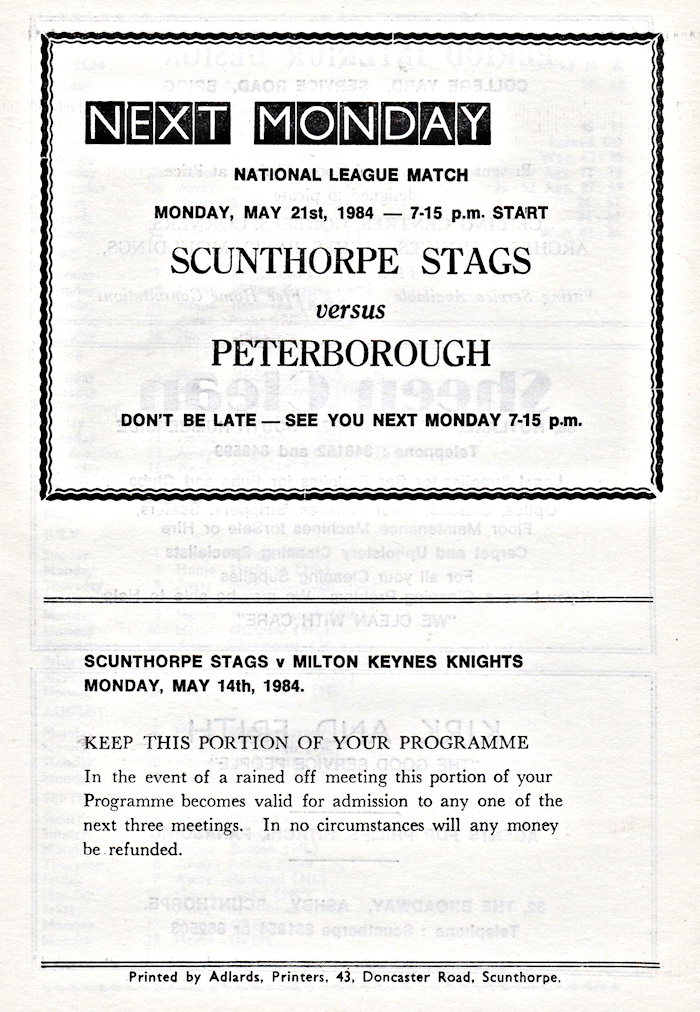 NEXT MONDAY
NATIONAL LEAGUE MATCH
MONDAY, MAY 21st, 1984 — 7-15 p.m. START
SCUNTHORPE STAGS
versus
PETERBOROUGH
DON'T BE LATE — SEE YOU NEXT MONDAY 7-15 p.m.
SCUNTHORPE STAGS v MILTON KEYNES KNIGHTS
MONDAY, MAY 14th, 1984.
KEEP THIS PORTION OF YOUR PROGRAMME
In the event of a rained off meeting this portion of your
Programme becomes valid for admission to any one of the
next three meetings. In no circumstances will any money
be refunded.
Printed by Adlards, Printers, 43, Doncaster Road, Scunthorpe.